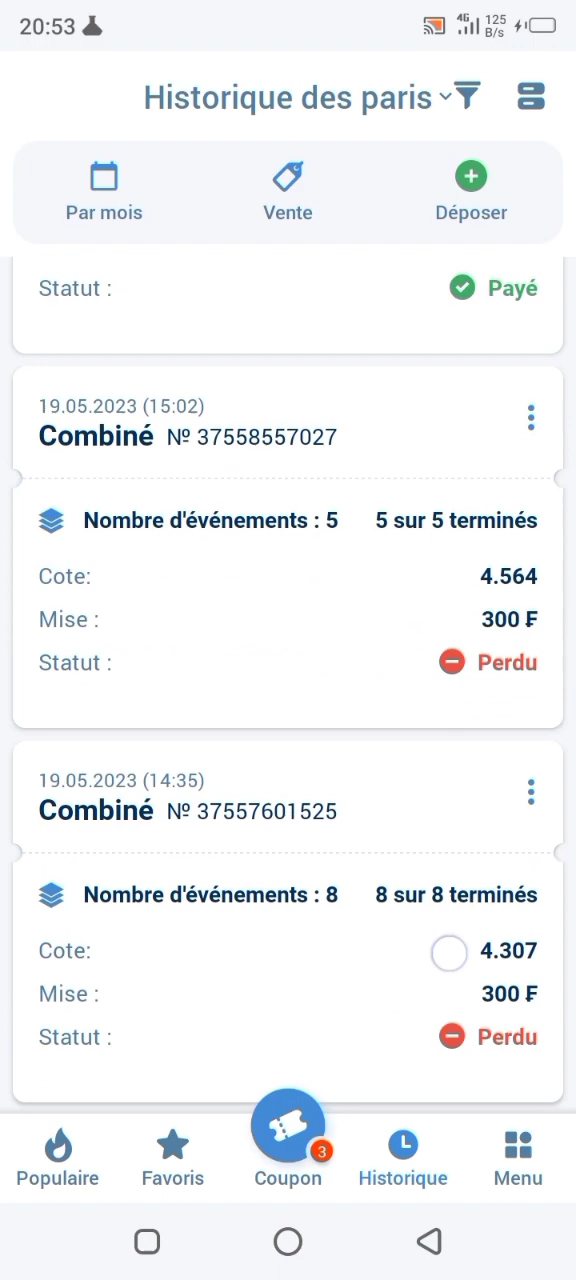 20:53
4G 125 B/s
Historique des paris
Par mois Vente Déposer
Statut : Payé
19.05.2023 (15:02)
Combiné № 37558557027
Nombre d'événements : 5 5 sur 5 terminés
Cote: 4.564
Mise : 300 ₣
Statut : Perdu
19.05.2023 (14:35)
Combiné № 37557601525
Nombre d'événements : 8 8 sur 8 terminés
Cote: 4.307
Mise : 300 ₣
Statut : Perdu
3
Populaire Favoris Coupon Historique Menu